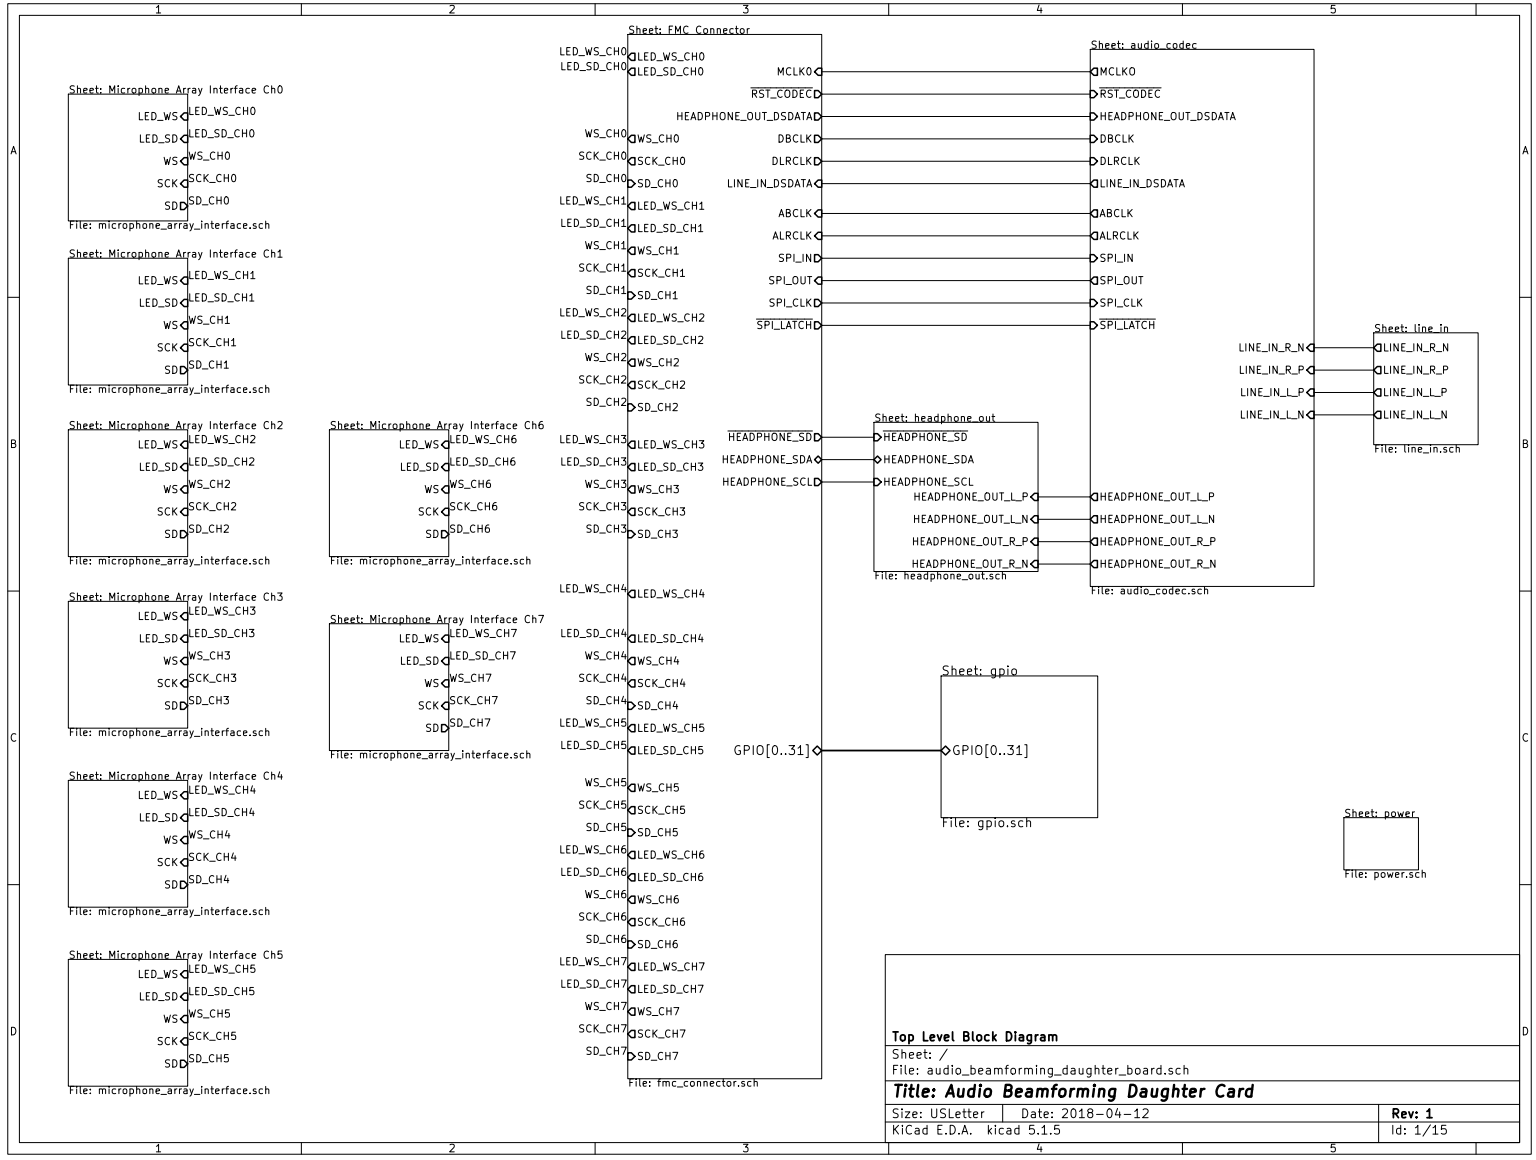 1 2 3 4 5
A
B
C
D
Sheet: Microphone Array Interface Ch0
LED_WS LED_WS_CH0
LED_SD LED_SD_CH0
WS WS_CH0
SCK SCK_CH0
SD SD_CH0
File: microphone_array_interface.sch
Sheet: Microphone Array Interface Ch1
LED_WS LED_WS_CH1
LED_SD LED_SD_CH1
WS WS_CH1
SCK SCK_CH1
SD SD_CH1
File: microphone_array_interface.sch
Sheet: Microphone Array Interface Ch2
LED_WS LED_WS_CH2
LED_SD LED_SD_CH2
WS WS_CH2
SCK SCK_CH2
SD SD_CH2
File: microphone_array_interface.sch
Sheet: Microphone Array Interface Ch3
LED_WS LED_WS_CH3
LED_SD LED_SD_CH3
WS WS_CH3
SCK SCK_CH3
SD SD_CH3
File: microphone_array_interface.sch
Sheet: Microphone Array Interface Ch4
LED_WS LED_WS_CH4
LED_SD LED_SD_CH4
WS WS_CH4
SCK SCK_CH4
SD SD_CH4
File: microphone_array_interface.sch
Sheet: Microphone Array Interface Ch5
LED_WS LED_WS_CH5
LED_SD LED_SD_CH5
WS WS_CH5
SCK SCK_CH5
SD SD_CH5
File: microphone_array_interface.sch
Sheet: Microphone Array Interface Ch6
LED_WS LED_WS_CH6
LED_SD LED_SD_CH6
WS WS_CH6
SCK SCK_CH6
SD SD_CH6
File: microphone_array_interface.sch
Sheet: Microphone Array Interface Ch7
LED_WS LED_WS_CH7
LED_SD LED_SD_CH7
WS WS_CH7
SCK SCK_CH7
SD SD_CH7
File: microphone_array_interface.sch
Sheet: FMC Connector
LED_WS_CH0 LED_WS_CH0
LED_SD_CH0 LED_SD_CH0
WS_CH0 WS_CH0
SCK_CH0 SCK_CH0
SD_CH0 SD_CH0
LED_WS_CH1 LED_WS_CH1
LED_SD_CH1 LED_SD_CH1
WS_CH1 WS_CH1
SCK_CH1 SCK_CH1
SD_CH1 SD_CH1
LED_WS_CH2 LED_WS_CH2
LED_SD_CH2 LED_SD_CH2
WS_CH2 WS_CH2
SCK_CH2 SCK_CH2
SD_CH2 SD_CH2
LED_WS_CH3 LED_WS_CH3
LED_SD_CH3 LED_SD_CH3
WS_CH3 WS_CH3
SCK_CH3 SCK_CH3
SD_CH3 SD_CH3
LED_WS_CH4 LED_WS_CH4
LED_SD_CH4 LED_SD_CH4
WS_CH4 WS_CH4
SCK_CH4 SCK_CH4
SD_CH4 SD_CH4
LED_WS_CH5 LED_WS_CH5
LED_SD_CH5 LED_SD_CH5
WS_CH5 WS_CH5
SCK_CH5 SCK_CH5
SD_CH5 SD_CH5
LED_WS_CH6 LED_WS_CH6
LED_SD_CH6 LED_SD_CH6
WS_CH6 WS_CH6
SCK_CH6 SCK_CH6
SD_CH6 SD_CH6
LED_WS_CH7 LED_WS_CH7
LED_SD_CH7 LED_SD_CH7
WS_CH7 WS_CH7
SCK_CH7 SCK_CH7
SD_CH7 SD_CH7
File: fmc_connector.sch
Sheet: audio_codec
MCLKO MCLKO
RST_CODEC RST_CODEC
HEADPHONE_OUT_DSDATA HEADPHONE_OUT_DSDATA
DBCLK DBCLK
DLRCLK DLRCLK
LINE_IN_DSDATA LINE_IN_DSDATA
ABCLK ABCLK
ALRCLK ALRCLK
SPI_IN SPI_IN
SPI_OUT SPI_OUT
SPI_CLK SPI_CLK
SPI_LATCH SPI_LATCH
Sheet: line_in
LINE_IN_R_N LINE_IN_R_N
LINE_IN_R_P LINE_IN_R_P
LINE_IN_L_P LINE_IN_L_P
LINE_IN_L_N LINE_IN_L_N
File: line_in.sch
Sheet: headphone_out
HEADPHONE_SD HEADPHONE_SD
HEADPHONE_SDA HEADPHONE_SDA
HEADPHONE_SCL HEADPHONE_SCL
HEADPHONE_OUT_L_P HEADPHONE_OUT_L_P
HEADPHONE_OUT_L_N HEADPHONE_OUT_L_N
HEADPHONE_OUT_R_P HEADPHONE_OUT_R_P
HEADPHONE_OUT_R_N HEADPHONE_OUT_R_N
File: headphone_out.sch
File: audio_codec.sch
Sheet: gpio
GPIO[0..31] GPIO[0..31]
File: gpio.sch
Sheet: power
File: power.sch
A
B
C
D
Top Level Block Diagram
Sheet: /
File: audio_beamforming_daughter_board.sch
Title: Audio Beamforming Daughter Card
Size: USLetter Date: 2018-04-12 Rev: 1
KiCad E.D.A. kicad 5.1.5 Id: 1/15
1 2 3 4 5